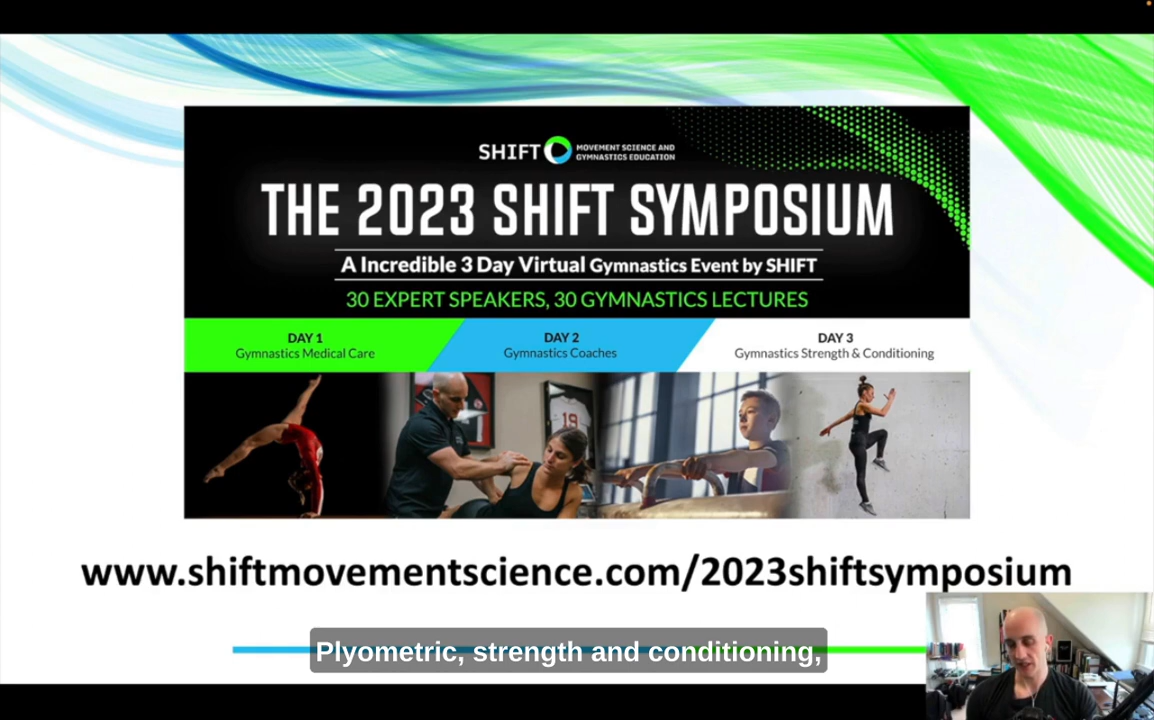 SHIFT MOVEMENT SCIENCE AND
GYMNASTICS EDUCATION
THE 2023 SHIFT SYMPOSIUM
A Incredible 3 Day Virtual Gymnastics Event by SHIFT
30 EXPERT SPEAKERS, 30 GYMNASTICS LECTURES
DAY 1
Gymnastics Medical Care
DAY 2
Gymnastics Coaches
DAY 3
Gymnastics Strength & Conditioning
19
www.shiftmovementscience.com/2023shiftsymposium
Plyometric, strength and conditioning,